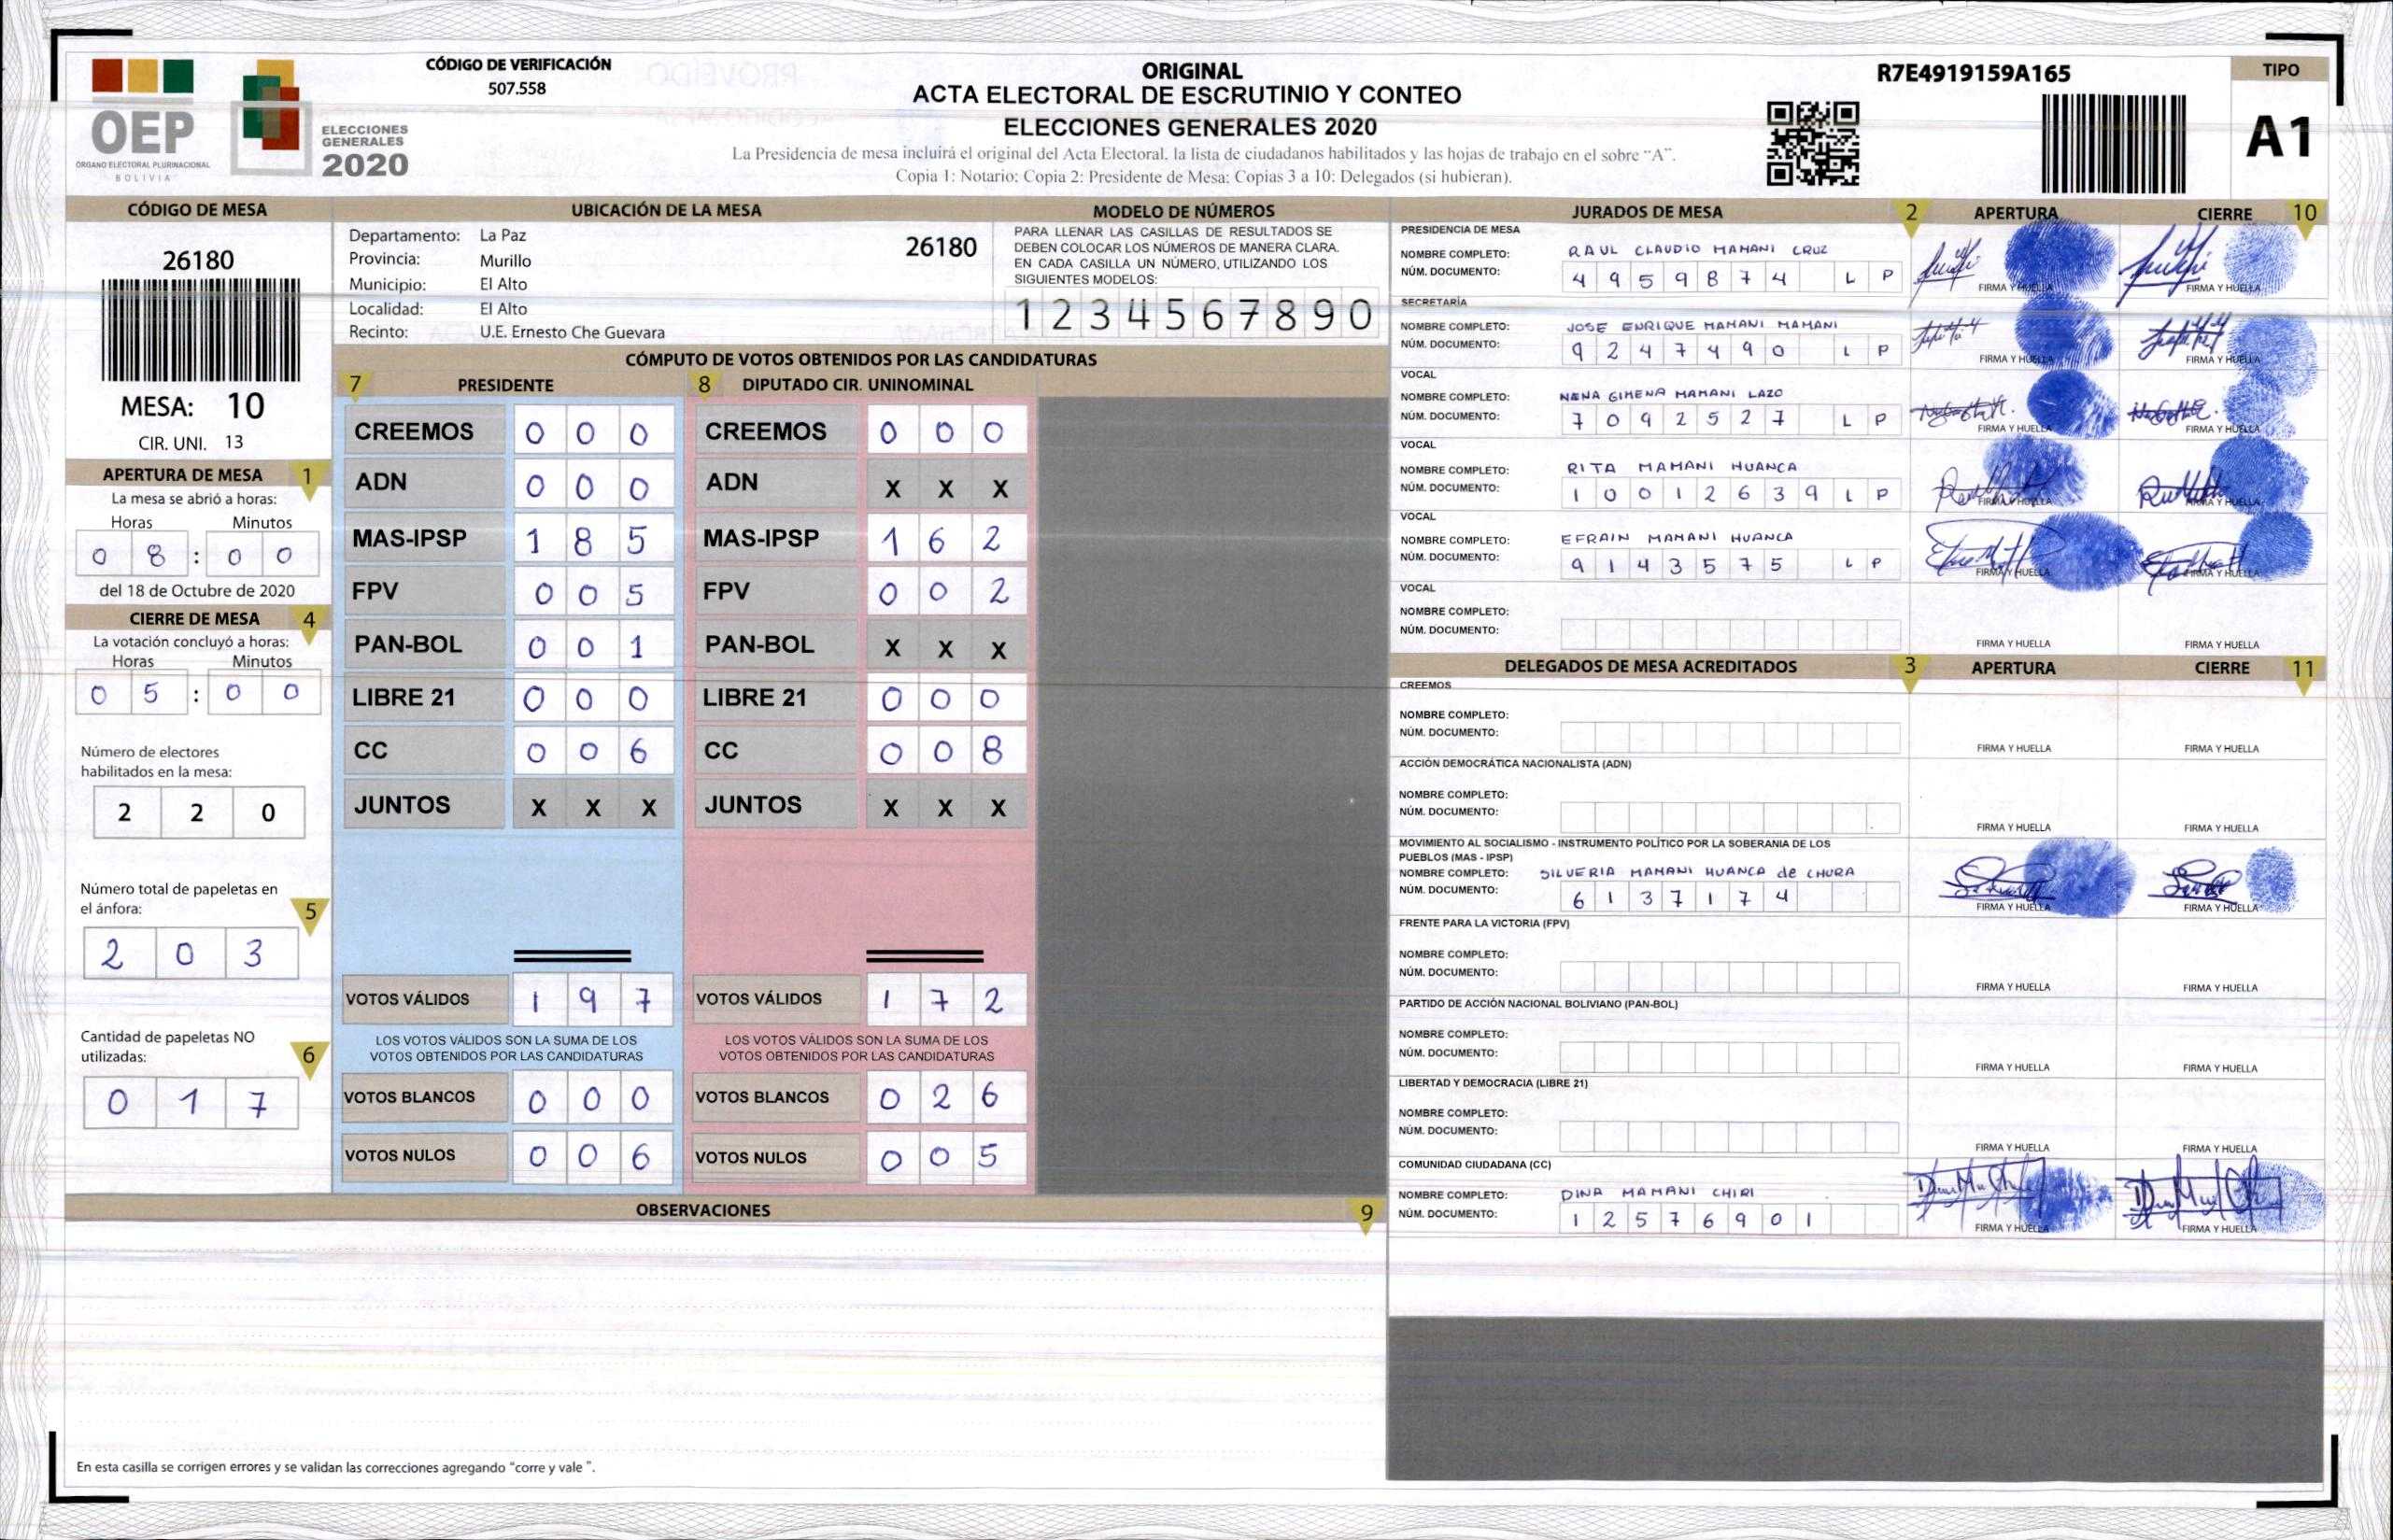 OEP
ÓRGANO ELECTORAL PLURINACIONAL
BOLIVIA
ELECCIONES
GENERALES
2020
CÓDIGO DE VERIFICACIÓN
507.558
ORIGINAL
ACTA ELECTORAL DE ESCRUTINIO Y CONTEO
ELECCIONES GENERALES 2020
La Presidencia de mesa incluirá el original del Acta Electoral, la lista de ciudadanos habilitados y las hojas de trabajo en el sobre "A".
Copia 1: Notario; Copia 2: Presidente de Mesa; Copias 3 a 10: Delegados (si hubieran).
R7E4919159A165
TIPO
A1
CÓDIGO DE MESA
26180
MESA: 10
CIR. UNI. 13
APERTURA DE MESA 1
La mesa se abrió a horas:
Horas Minutos
0 8 : 0 0
del 18 de Octubre de 2020
CIERRE DE MESA 4
La votación concluyó a horas:
Horas Minutos
0 5 : 0 0
Número de electores
habilitados en la mesa:
2 2 0
Número total de papeletas en
el ánfora: 5
2 0 3
Cantidad de papeletas NO
utilizadas: 6
0 1 7
UBICACIÓN DE LA MESA
Departamento: La Paz
26180
Provincia: Murillo
Municipio: El Alto
Localidad: El Alto
Recinto: U.E. Ernesto Che Guevara
MODELO DE NÚMEROS
PARA LLENAR LAS CASILLAS DE RESULTADOS SE
DEBEN COLOCAR LOS NÚMEROS DE MANERA CLARA.
EN CADA CASILLA UN NÚMERO, UTILIZANDO LOS
SIGUIENTES MODELOS:
1 2 3 4 5 6 7 8 9 0
CÓMPUTO DE VOTOS OBTENIDOS POR LAS CANDIDATURAS
7 PRESIDENTE
CREEMOS 0 0 0
ADN 0 0 0
MAS-IPSP 1 8 5
FPV 0 0 5
PAN-BOL 0 0 1
LIBRE 21 0 0 0
CC 0 0 6
JUNTOS X X X
VOTOS VÁLIDOS 1 9 7
LOS VOTOS VÁLIDOS SON LA SUMA DE LOS
VOTOS OBTENIDOS POR LAS CANDIDATURAS
VOTOS BLANCOS 0 0 0
VOTOS NULOS 0 0 6
8 DIPUTADO CIR. UNINOMINAL
CREEMOS 0 0 0
ADN X X X
MAS-IPSP 1 6 2
FPV 0 0 2
PAN-BOL X X X
LIBRE 21 0 0 0
CC 0 0 8
JUNTOS X X X
VOTOS VÁLIDOS 1 7 2
LOS VOTOS VÁLIDOS SON LA SUMA DE LOS
VOTOS OBTENIDOS POR LAS CANDIDATURAS
VOTOS BLANCOS 0 2 6
VOTOS NULOS 0 0 5
OBSERVACIONES 9
En esta casilla se corrigen errores y se validan las correcciones agregando "corre y vale ".
JURADOS DE MESA 2 APERTURA CIERRE 10
PRESIDENCIA DE MESA
NOMBRE COMPLETO: RAUL CLAUDIO MAMANI CRUZ
NÚM. DOCUMENTO: 4 9 5 9 8 7 4 L P
FIRMA Y HUELLA FIRMA Y HUELLA
SECRETARÍA
NOMBRE COMPLETO: JOSE ENRIQUE MAMANI MAMANI
NÚM. DOCUMENTO: 9 2 4 7 4 9 0 L P
FIRMA Y HUELLA FIRMA Y HUELLA
VOCAL
NOMBRE COMPLETO: NENA GIMENA MAMANI LAZO
NÚM. DOCUMENTO: 7 0 9 2 5 2 7 L P
FIRMA Y HUELLA FIRMA Y HUELLA
VOCAL
NOMBRE COMPLETO: RITA MAMANI HUANCA
NÚM. DOCUMENTO: 1 0 0 1 2 6 3 9 L P
FIRMA Y HUELLA FIRMA Y HUELLA
VOCAL
NOMBRE COMPLETO: EFRAIN MAMANI HUANCA
NÚM. DOCUMENTO: 9 1 4 3 5 7 5 L P
FIRMA Y HUELLA FIRMA Y HUELLA
VOCAL
NOMBRE COMPLETO:
NÚM. DOCUMENTO:
FIRMA Y HUELLA FIRMA Y HUELLA
DELEGADOS DE MESA ACREDITADOS 3 APERTURA CIERRE 11
CREEMOS
NOMBRE COMPLETO:
NÚM. DOCUMENTO:
FIRMA Y HUELLA FIRMA Y HUELLA
ACCIÓN DEMOCRÁTICA NACIONALISTA (ADN)
NOMBRE COMPLETO:
NÚM. DOCUMENTO:
FIRMA Y HUELLA FIRMA Y HUELLA
MOVIMIENTO AL SOCIALISMO - INSTRUMENTO POLÍTICO POR LA SOBERANIA DE LOS
PUEBLOS (MAS - IPSP)
NOMBRE COMPLETO: SILVERIA MAMANI HUANCA de CHURA
NÚM. DOCUMENTO: 6 1 3 7 1 7 4
FIRMA Y HUELLA FIRMA Y HUELLA
FRENTE PARA LA VICTORIA (FPV)
NOMBRE COMPLETO:
NÚM. DOCUMENTO:
FIRMA Y HUELLA FIRMA Y HUELLA
PARTIDO DE ACCIÓN NACIONAL BOLIVIANO (PAN-BOL)
NOMBRE COMPLETO:
NÚM. DOCUMENTO:
FIRMA Y HUELLA FIRMA Y HUELLA
LIBERTAD Y DEMOCRACIA (LIBRE 21)
NOMBRE COMPLETO:
NÚM. DOCUMENTO:
FIRMA Y HUELLA FIRMA Y HUELLA
COMUNIDAD CIUDADANA (CC)
NOMBRE COMPLETO: DINA MAMANI CHIRI
NÚM. DOCUMENTO: 1 2 5 7 6 9 0 1
FIRMA Y HUELLA FIRMA Y HUELLA